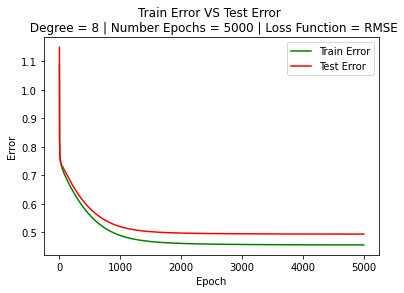 Train Error VS Test Error
Degree = 8 | Number Epochs = 5000 | Loss Function = RMSE
Train Error
Test Error
Error
1.1
1.0
0.9
0.8
0.7
0.6
0.5
0
1000
2000
3000
4000
5000
Epoch